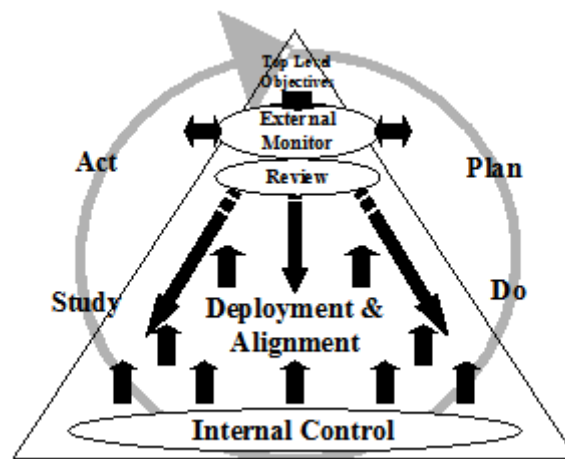 Top Level
Objectives
External
Monitor
Act
Plan
Review
Study
Do
Deployment &
Alignment
Internal Control